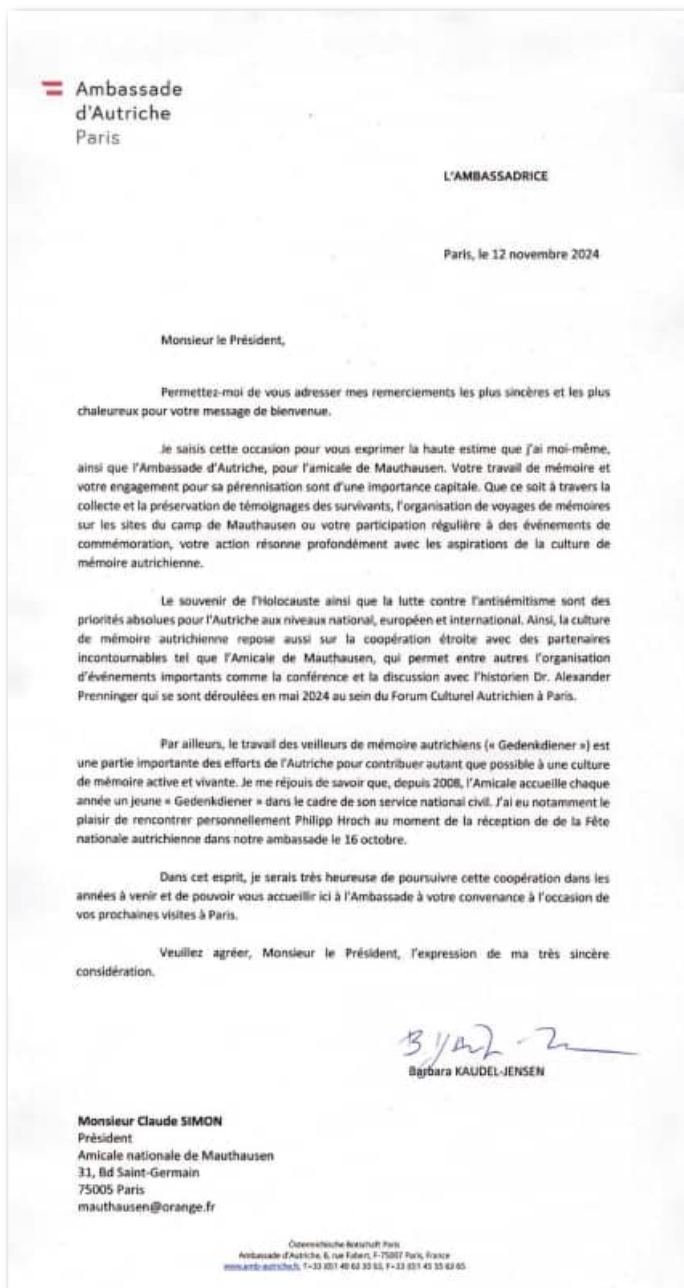 Ambassade
d'Autriche
Paris
L'AMBASSADRICE
Paris, le 12 novembre 2024
Monsieur le Président,
Permettez-moi de vous adresser mes remerciements les plus sincères et les plus
chaleureux pour votre message de bienvenue.
Je saisis cette occasion pour vous exprimer la haute estime que j'ai moi-même,
ainsi que l'Ambassade d'Autriche, pour l'amicale de Mauthausen. Votre travail de mémoire et
votre engagement pour sa pérennisation sont d'une importance capitale. Que ce soit à travers la
collecte et la préservation de témoignages des survivants, l'organisation de voyages de mémoires
sur les sites du camp de Mauthausen ou votre participation régulière à des événements de
commémoration, votre action résonne profondément avec les aspirations de la culture de
mémoire autrichienne.
Le souvenir de l'Holocauste ainsi que la lutte contre l'antisémitisme sont des
priorités absolues pour l'Autriche aux niveaux national, européen et international. Ainsi, la culture
de mémoire autrichienne repose aussi sur la coopération étroite avec des partenaires
incontournables tel que l'Amicale de Mauthausen, qui permet entre autres l'organisation
d'événements importants comme la conférence et la discussion avec l'historien Dr. Alexander
Prenninger qui se sont déroulées en mai 2024 au sein du Forum Culturel Autrichien à Paris.
Par ailleurs, le travail des veilleurs de mémoire autrichiens (« Gedenkdiener ») est
une partie importante des efforts de l'Autriche pour contribuer autant que possible à une culture
de mémoire active et vivante. Je me réjouis de savoir que, depuis 2008, l'Amicale accueille chaque
année un jeune « Gedenkdiener » dans le cadre de son service national civil. J'ai eu notamment le
plaisir de rencontrer personnellement Philipp Hroch au moment de la réception de de la Fête
nationale autrichienne dans notre ambassade le 16 octobre.
Dans cet esprit, je serais très heureuse de poursuivre cette coopération dans les
années à venir et de pouvoir vous accueillir ici à l'Ambassade à votre convenance à l'occasion de
vos prochaines visites à Paris.
Veuillez agréer, Monsieur le Président, l'expression de ma très sincère
considération.
Barbara KAUDEL-JENSEN
Monsieur Claude SIMON
Président
Amicale nationale de Mauthausen
31, Bd Saint-Germain
75005 Paris
mauthausen@orange.fr
Österreichische Botschaft Paris
Ambassade d'Autriche, 6, rue Fabert, F-75007 Paris, France
www.amb-autriche.fr